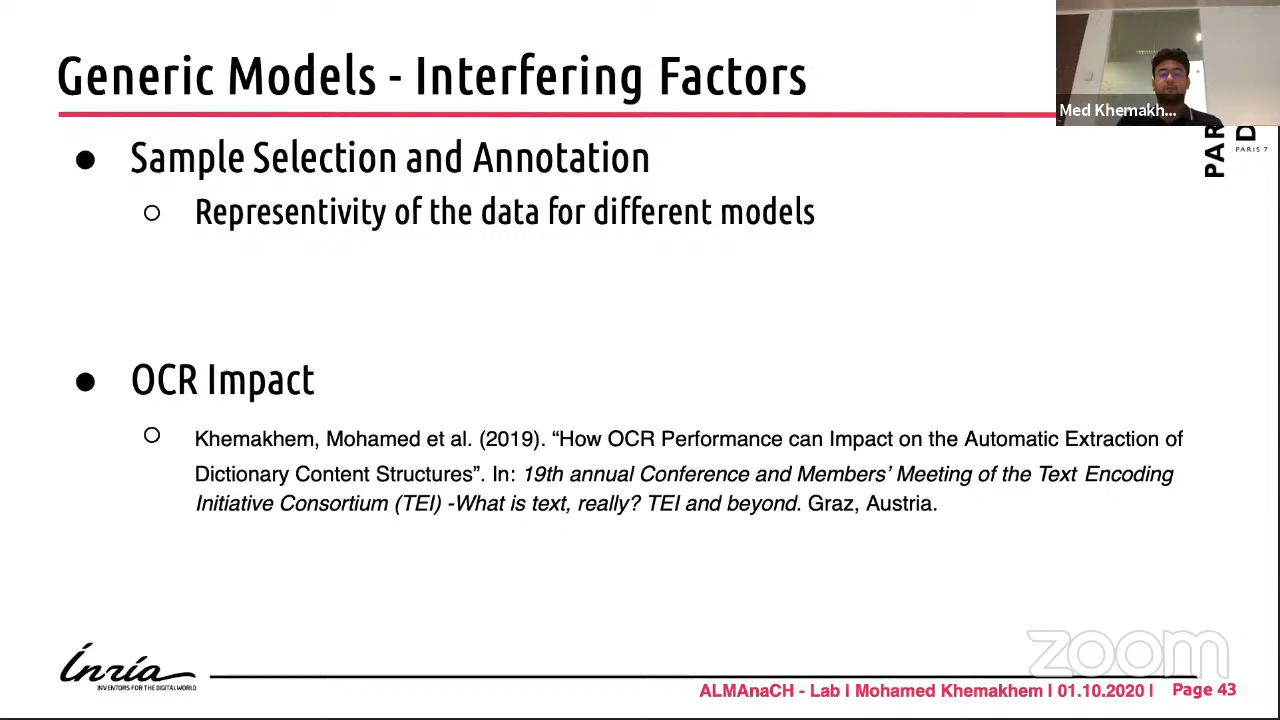 Generic Models - Interfering Factors
Med Khemakh...
PAR
D
PARIS 7
● Sample Selection and Annotation
○ Representivity of the data for different models
● OCR Impact
○ Khemakhem, Mohamed et al. (2019). “How OCR Performance can Impact on the Automatic Extraction of
Dictionary Content Structures”. In: 19th annual Conference and Members’ Meeting of the Text Encoding
Initiative Consortium (TEI) -What is text, really? TEI and beyond. Graz, Austria.
zoom
Inria
INVENTORS FOR THE DIGITAL WORLD
ALMAnaCH - Lab I Mohamed Khemakhem I 01.10.2020 I Page 43